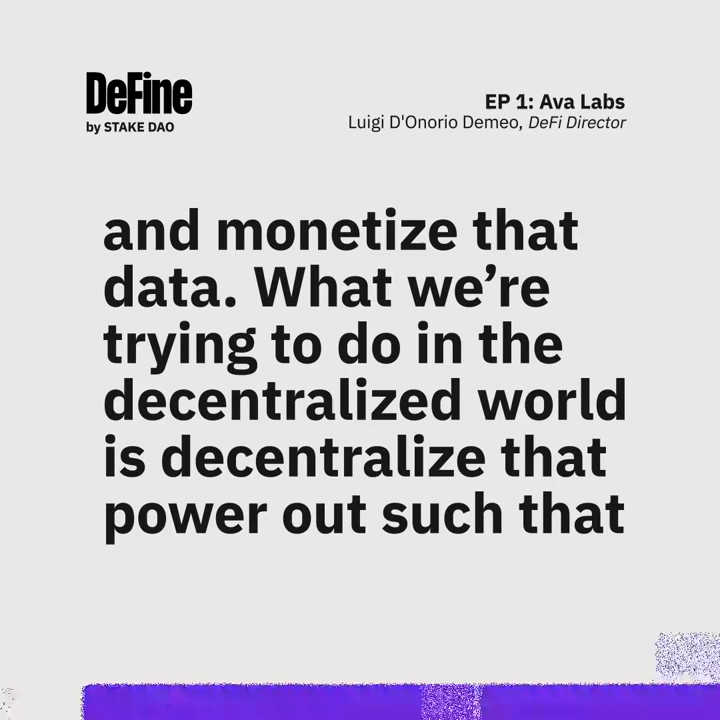 DeFine
by STAKE DAO
EP 1: Ava Labs
Luigi D'Onorio Demeo, DeFi Director
and monetize that
data. What we’re
trying to do in the
decentralized world
is decentralize that
power out such that